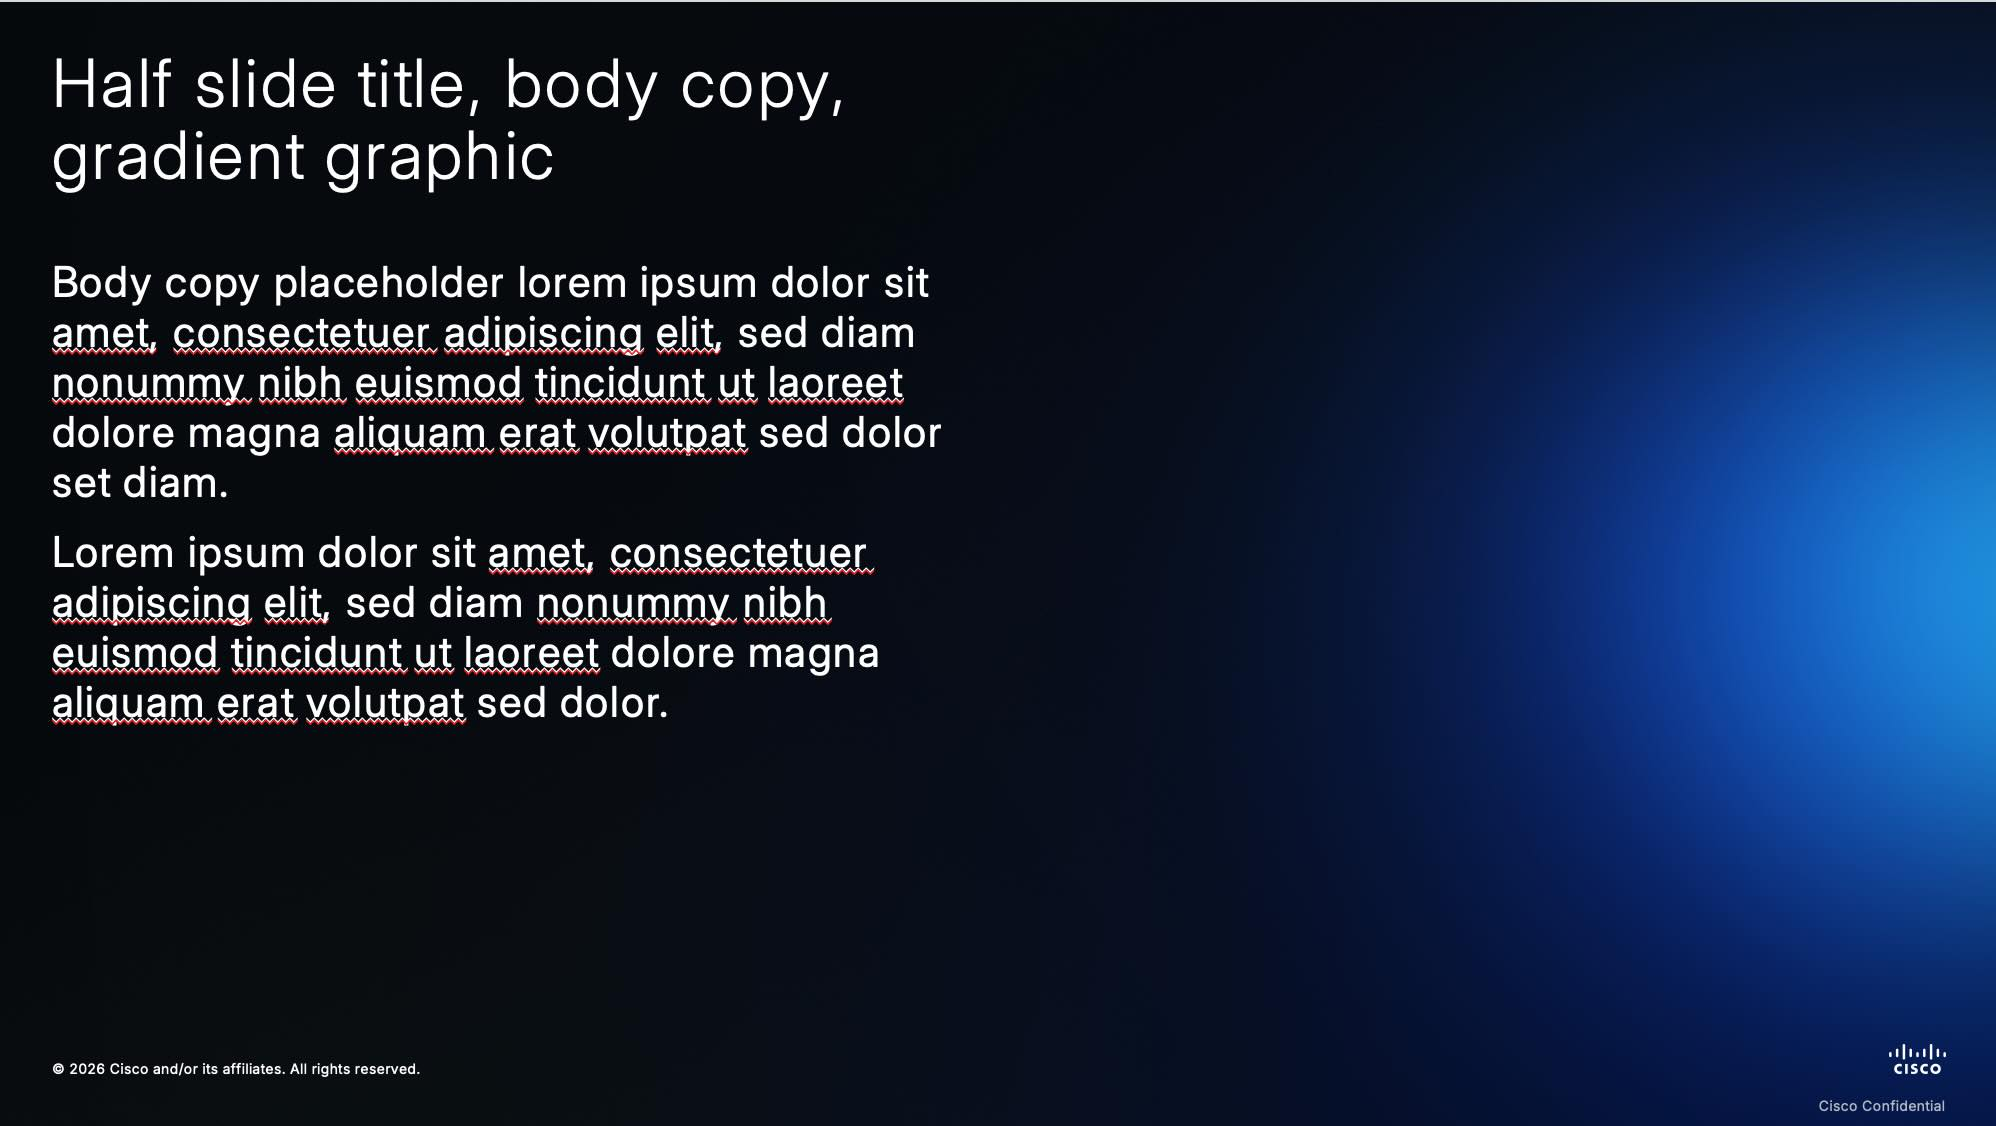 Half slide title, body copy,
gradient graphic
Body copy placeholder lorem ipsum dolor sit
amet, consectetuer adipiscing elit, sed diam
nonummy nibh euismod tincidunt ut laoreet
dolore magna aliquam erat volutpat sed dolor
set diam.
Lorem ipsum dolor sit amet, consectetuer
adipiscing elit, sed diam nonummy nibh
euismod tincidunt ut laoreet dolore magna
aliquam erat volutpat sed dolor.
© 2026 Cisco and/or its affiliates. All rights reserved.
CISCO
Cisco Confidential